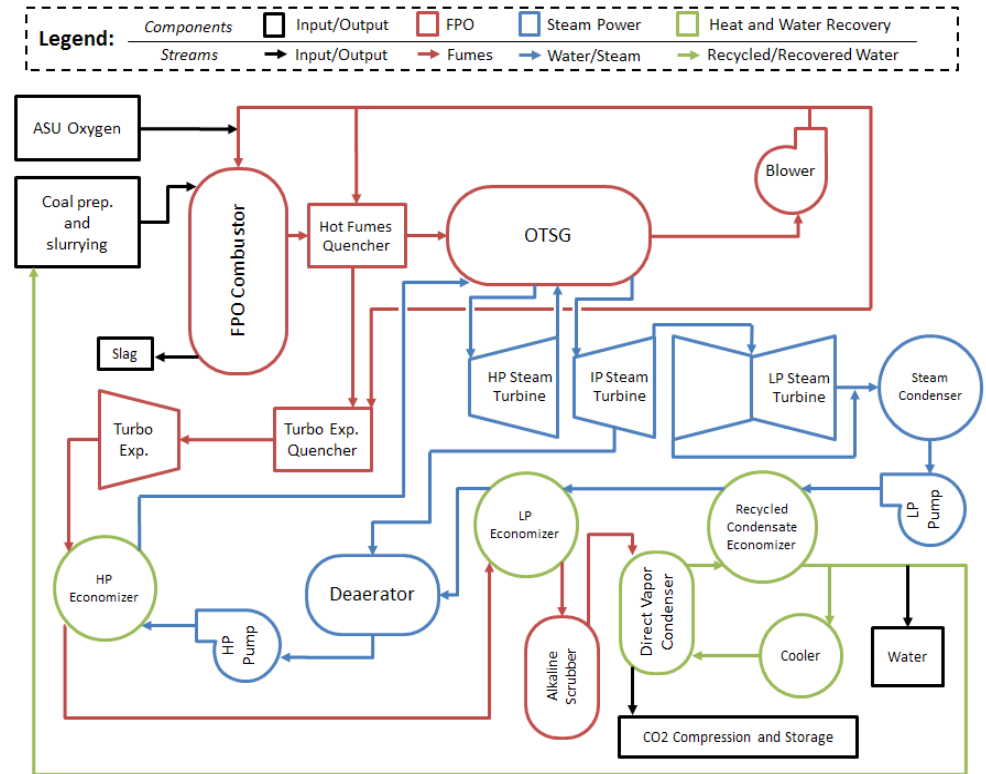 Legend:
Components
Input/Output
FPO
Steam Power
Heat and Water Recovery
Streams
Input/Output
Fumes
Water/Steam
Recycled/Recovered Water
ASU Oxygen
Coal prep.
and
slurrying
FPO Combustor
Hot Fumes
Quencher
OTSG
Blower
Slag
HP Steam
Turbine
IP Steam
Turbine
LP Steam
Turbine
Steam
Condenser
Turbo
Exp.
Turbo Exp.
Quencher
LP
Pump
LP
Economizer
Recycled
Condensate
Economizer
HP
Economizer
Deaerator
HP
Pump
Alkaline
Scrubber
Direct Vapor
Condenser
Cooler
Water
CO2 Compression and Storage